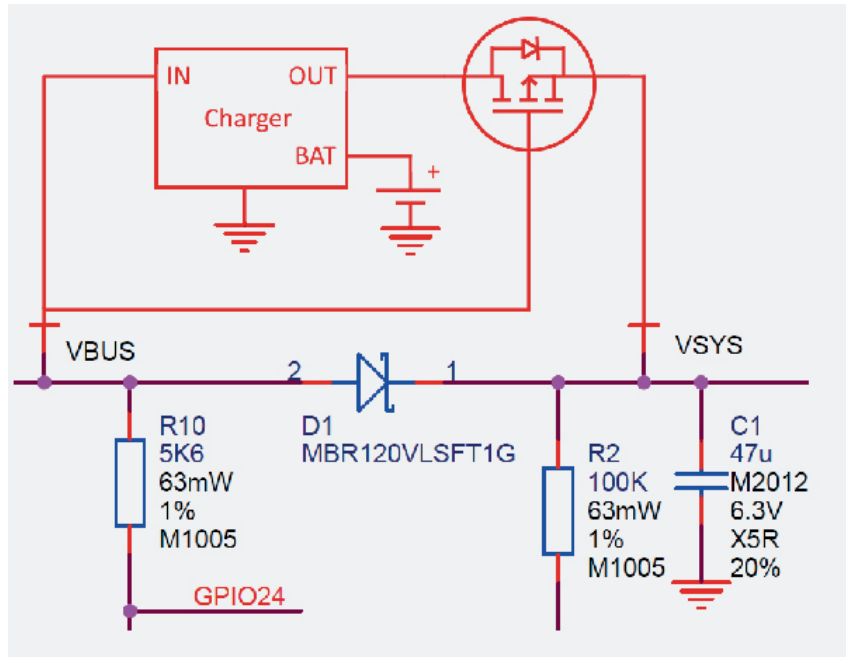 IN
OUT
Charger
BAT
+
VBUS
VSYS
2
1
R10
5K6
63mW
1%
M1005
D1
MBR120VLSFT1G
R2
100K
63mW
1%
M1005
C1
47u
M2012
6.3V
X5R
20%
GPIO24